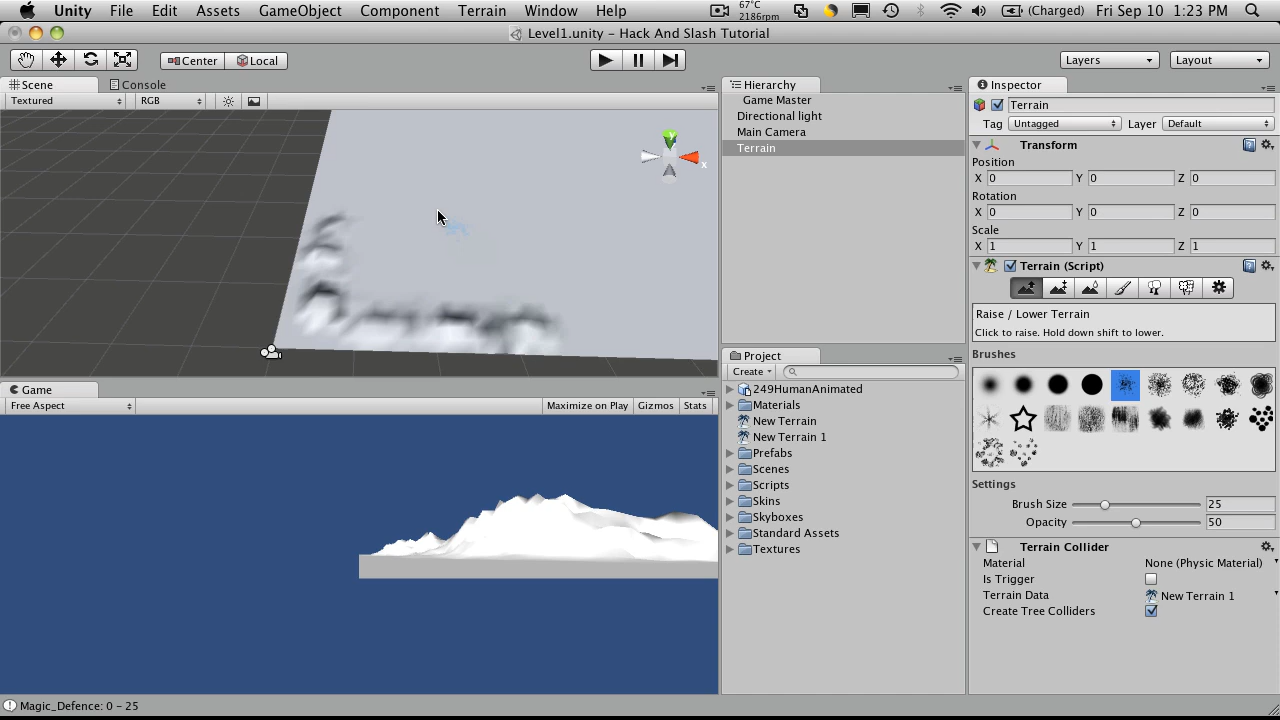 Unity File Edit Assets GameObject Component Terrain Window Help 67°C 2186rpm (Charged) Fri Sep 10 1:23 PM
Level1.unity - Hack And Slash Tutorial
Center Local Layers Layout
Scene Console
Textured RGB
y
x
Game
Free Aspect Maximize on Play Gizmos Stats
Hierarchy
Game Master
Directional light
Main Camera
Terrain
Project
Create
249HumanAnimated
Materials
New Terrain
New Terrain 1
Prefabs
Scenes
Scripts
Skins
Skyboxes
Standard Assets
Textures
Inspector
Terrain
Tag Untagged Layer Default
Transform
Position
X 0 Y 0 Z 0
Rotation
X 0 Y 0 Z 0
Scale
X 1 Y 1 Z 1
Terrain (Script)
Raise / Lower Terrain
Click to raise. Hold down shift to lower.
Brushes
Settings
Brush Size 25
Opacity 50
Terrain Collider
Material None (Physic Material)
Is Trigger
Terrain Data New Terrain 1
Create Tree Colliders
Magic_Defence: 0 - 25